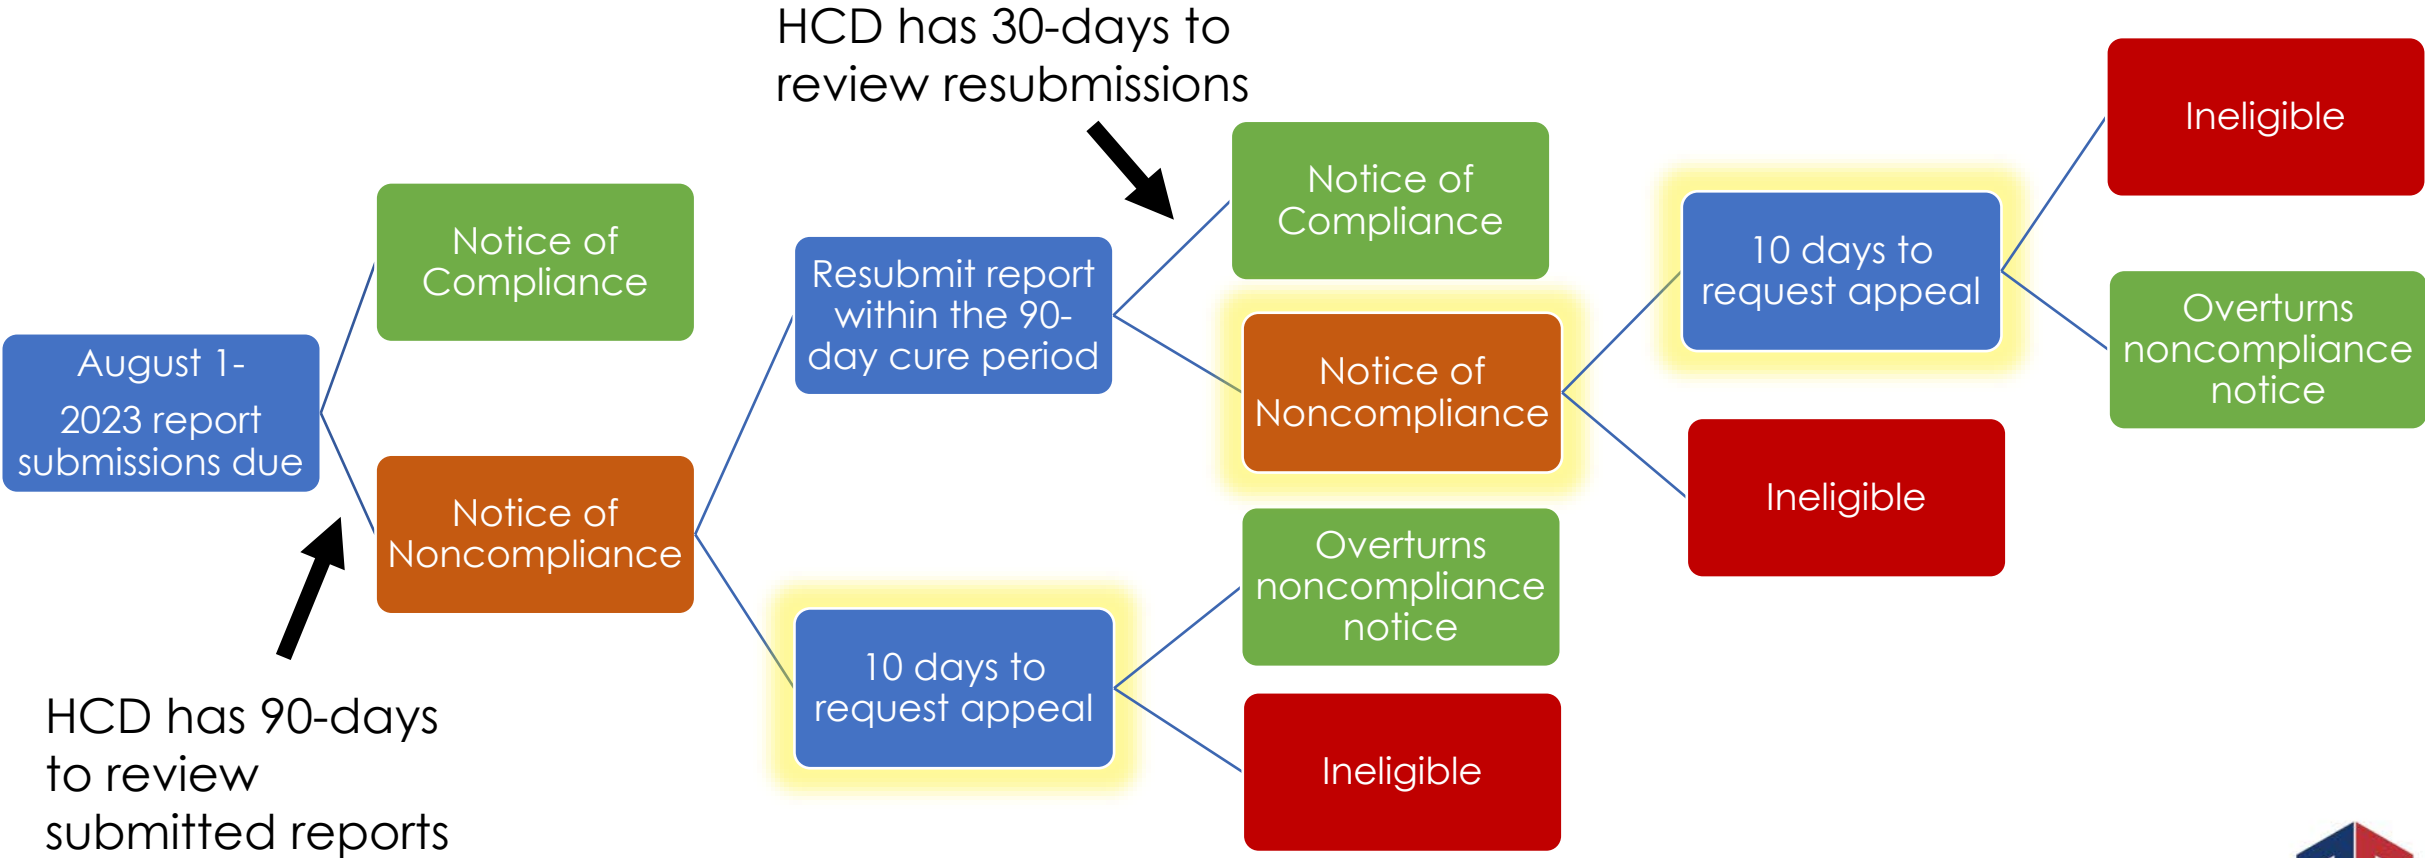 HCD has 30-days to
review resubmissions
August 1-
2023 report
submissions due
Notice of
Compliance
Notice of
Noncompliance
HCD has 90-days
to review
submitted reports
Resubmit report
within the 90-
day cure period
10 days to
request appeal
Notice of
Compliance
Notice of
Noncompliance
Overturns
noncompliance
notice
Ineligible
10 days to
request appeal
Ineligible
Ineligible
Overturns
noncompliance
notice